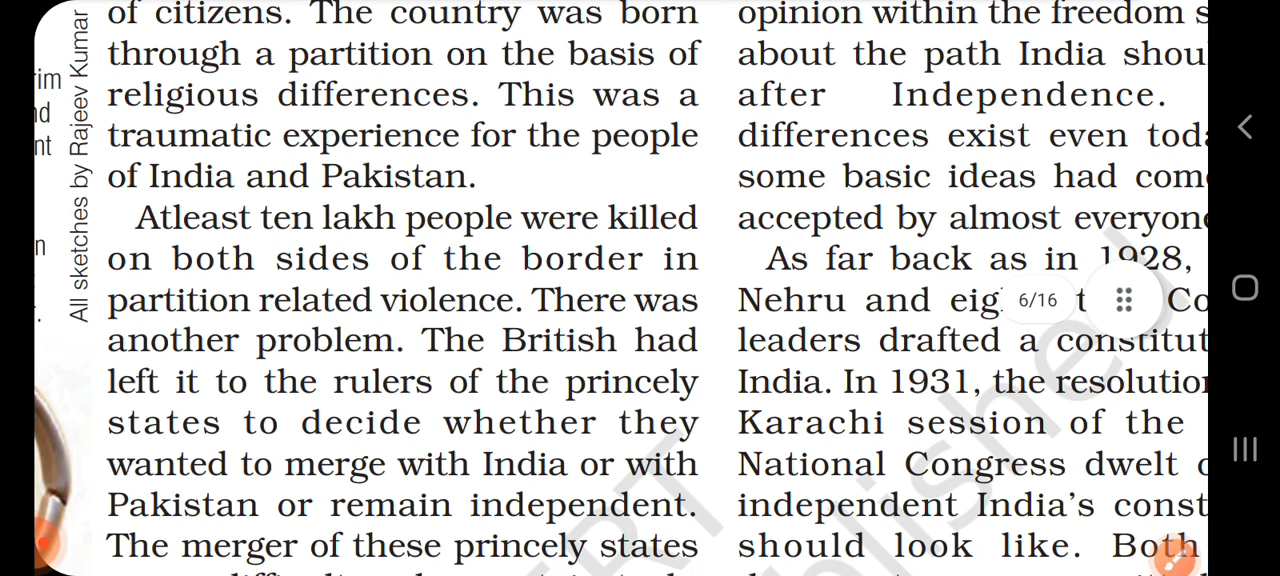 All sketches by Rajeev Kumar
of citizens. The country was born
through a partition on the basis of
religious differences. This was a
traumatic experience for the people
of India and Pakistan.
Atleast ten lakh people were killed
on both sides of the border in
partition related violence. There was
another problem. The British had
left it to the rulers of the princely
states to decide whether they
wanted to merge with India or with
Pakistan or remain independent.
The merger of these princely states
opinion within the freedom s
about the path India shou
after Independence.
differences exist even toda
some basic ideas had com
accepted by almost everyone
As far back as in 1928,
Nehru and eig t Co
leaders drafted a constitut
India. In 1931, the resolution
Karachi session of the
National Congress dwelt o
independent India's const
should look like. Both
6/16